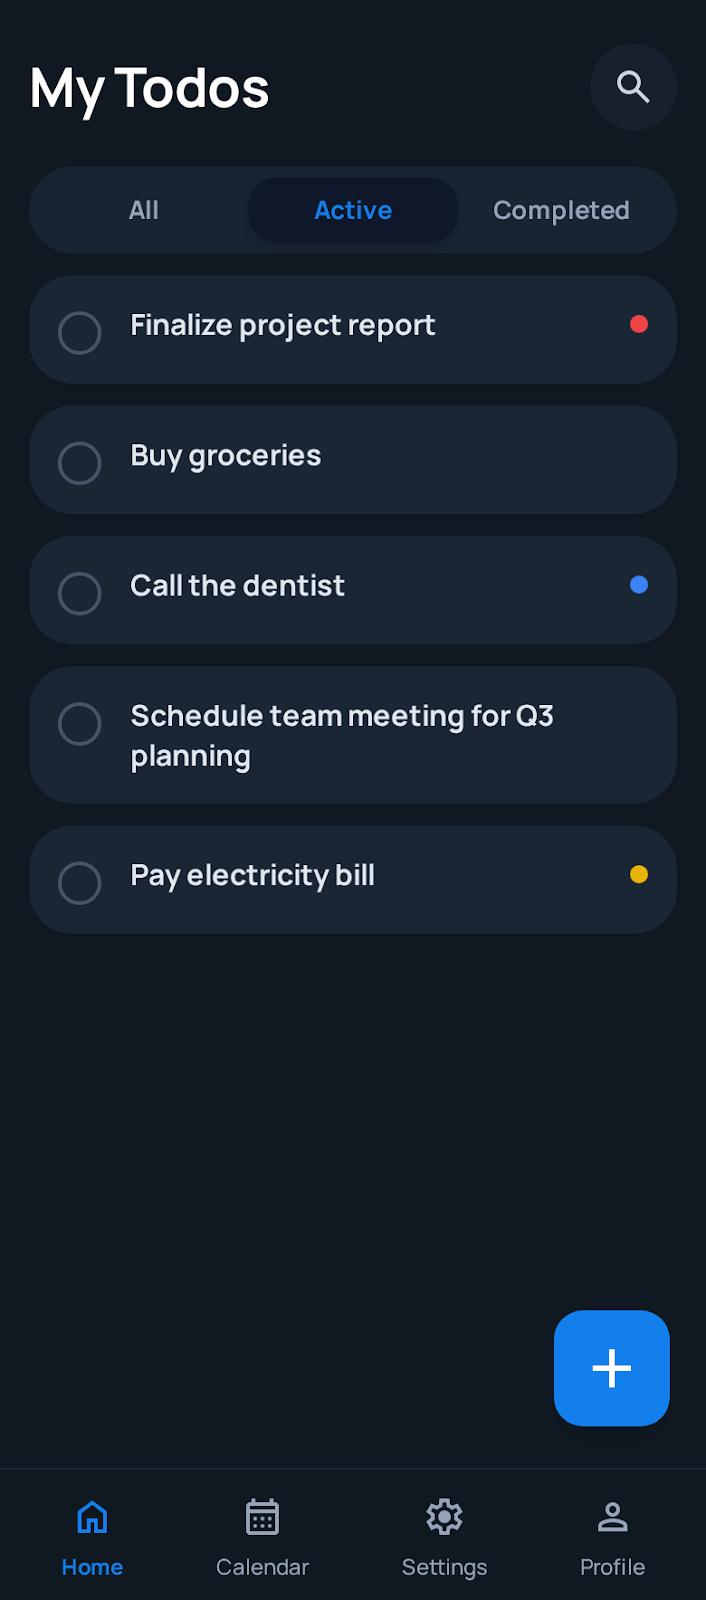 My Todos
All
Active
Completed
Finalize project report
Buy groceries
Call the dentist
Schedule team meeting for Q3
planning
Pay electricity bill
Home
Calendar
Settings
Profile